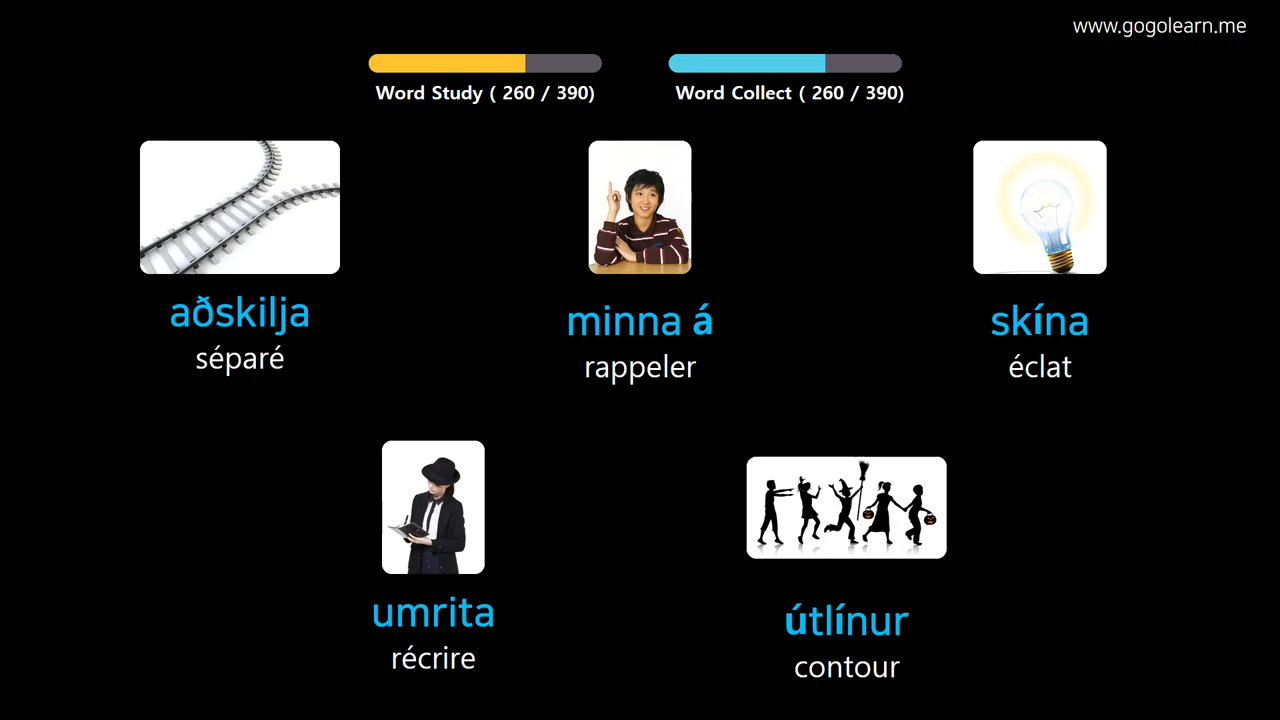 www.gogolearn.me
Word Study ( 260 / 390)
Word Collect ( 260 / 390)
aðskilja
séparé
minna á
rappeler
skína
éclat
umrita
récrire
útlínur
contour